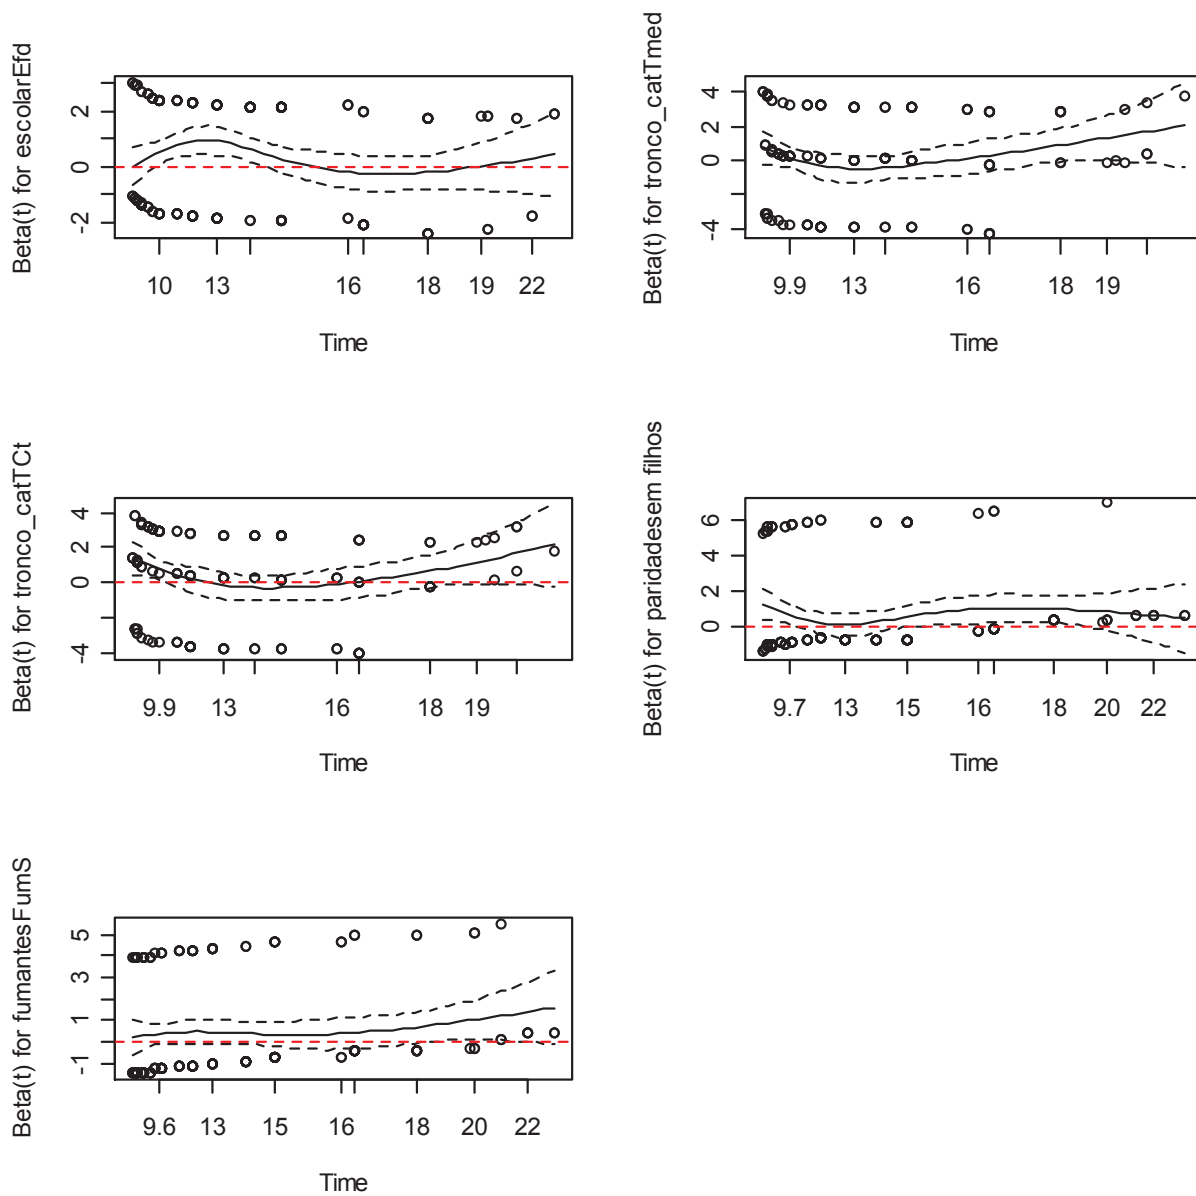 Beta(t) for escolarEfd
2
0
-2
10 13 16 18 19 22
Time
Beta(t) for tronco_catTmed
4
2
0
-4
9.9 13 16 18 19
Time
Beta(t) for tronco_catTCt
4
2
0
-4
9.9 13 16 18 19
Time
Beta(t) for paridadesem filhos
6
4
2
0
9.7 13 15 16 18 20 22
Time
Beta(t) for fumantesFumS
5
3
1
-1
9.6 13 15 16 18 20 22
Time